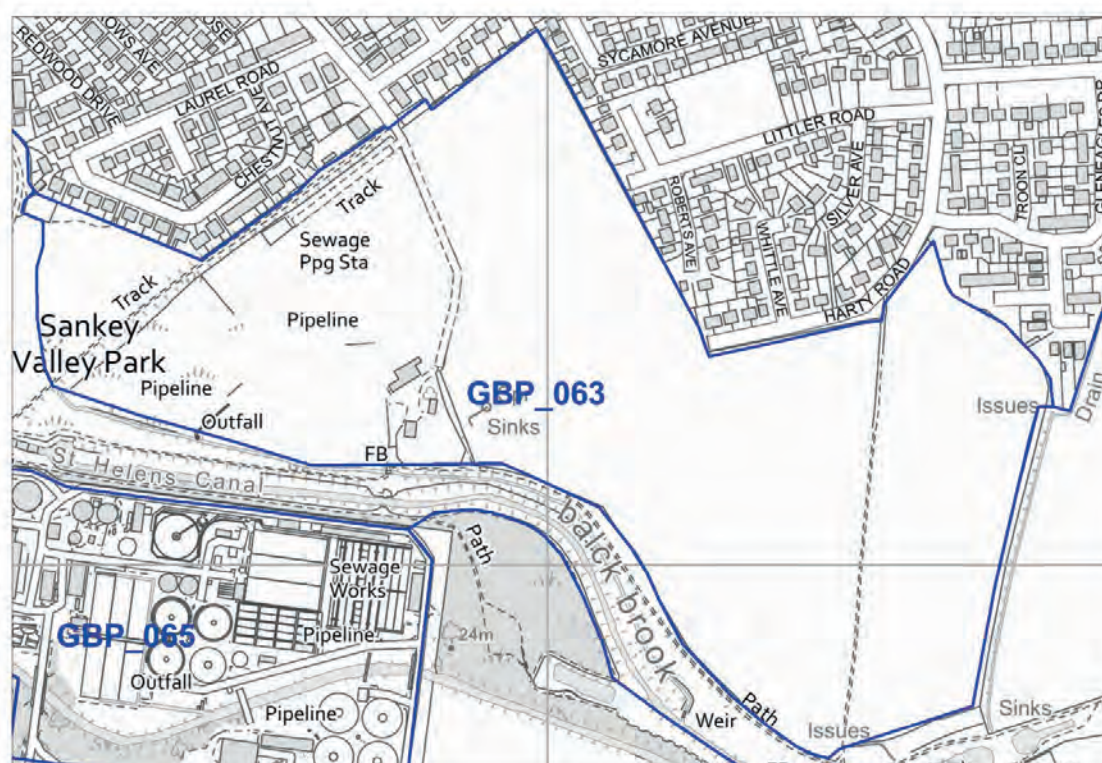 SYCAMORE AVENUE
REDWOOD DRIVE
LAUREL ROAD
CHESTNUT AVE
LITTLER ROAD
TROON CL
ROBERTS AVE
WHITTLE AVE
SILVER AVE
HARTY ROAD
Track
Sewage
Ppg Sta
Track
Pipeline
Sankey
Valley Park
Pipeline
Outfall
GBP_063
Sinks
Issues
Drain
FB
St Helens Canal
balck brook
Path
Sewage
Works
GBP_065
Pipeline
24m
Outfall
Pipeline
Weir
Path
Issues
Sinks